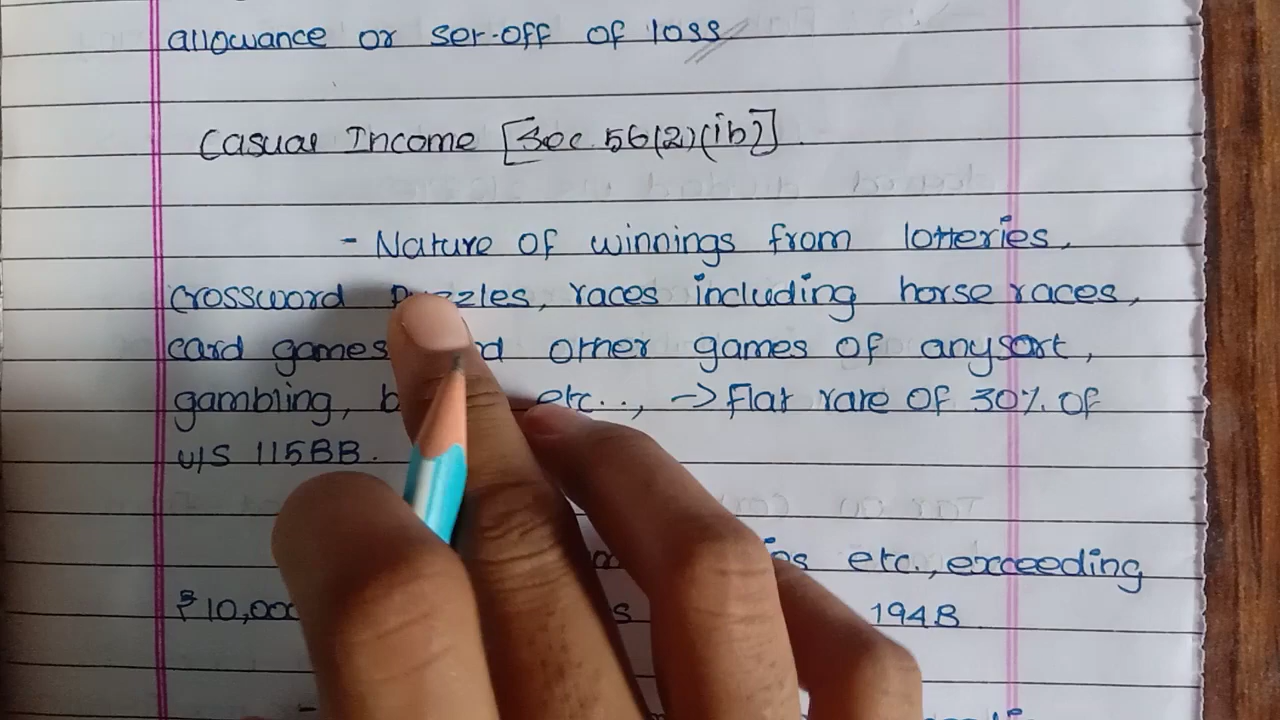 allowance or set-off of loss
Casual Income [Sec. 56(2)(ib)]
- Nature of winnings from lotteries,
crossword puzzles, races including horse races,
card games other games of any sort,
gambling, etc.., → Flat rate of 30% of
u/s 115BB.
etc., exceeding
₹10,000 194B